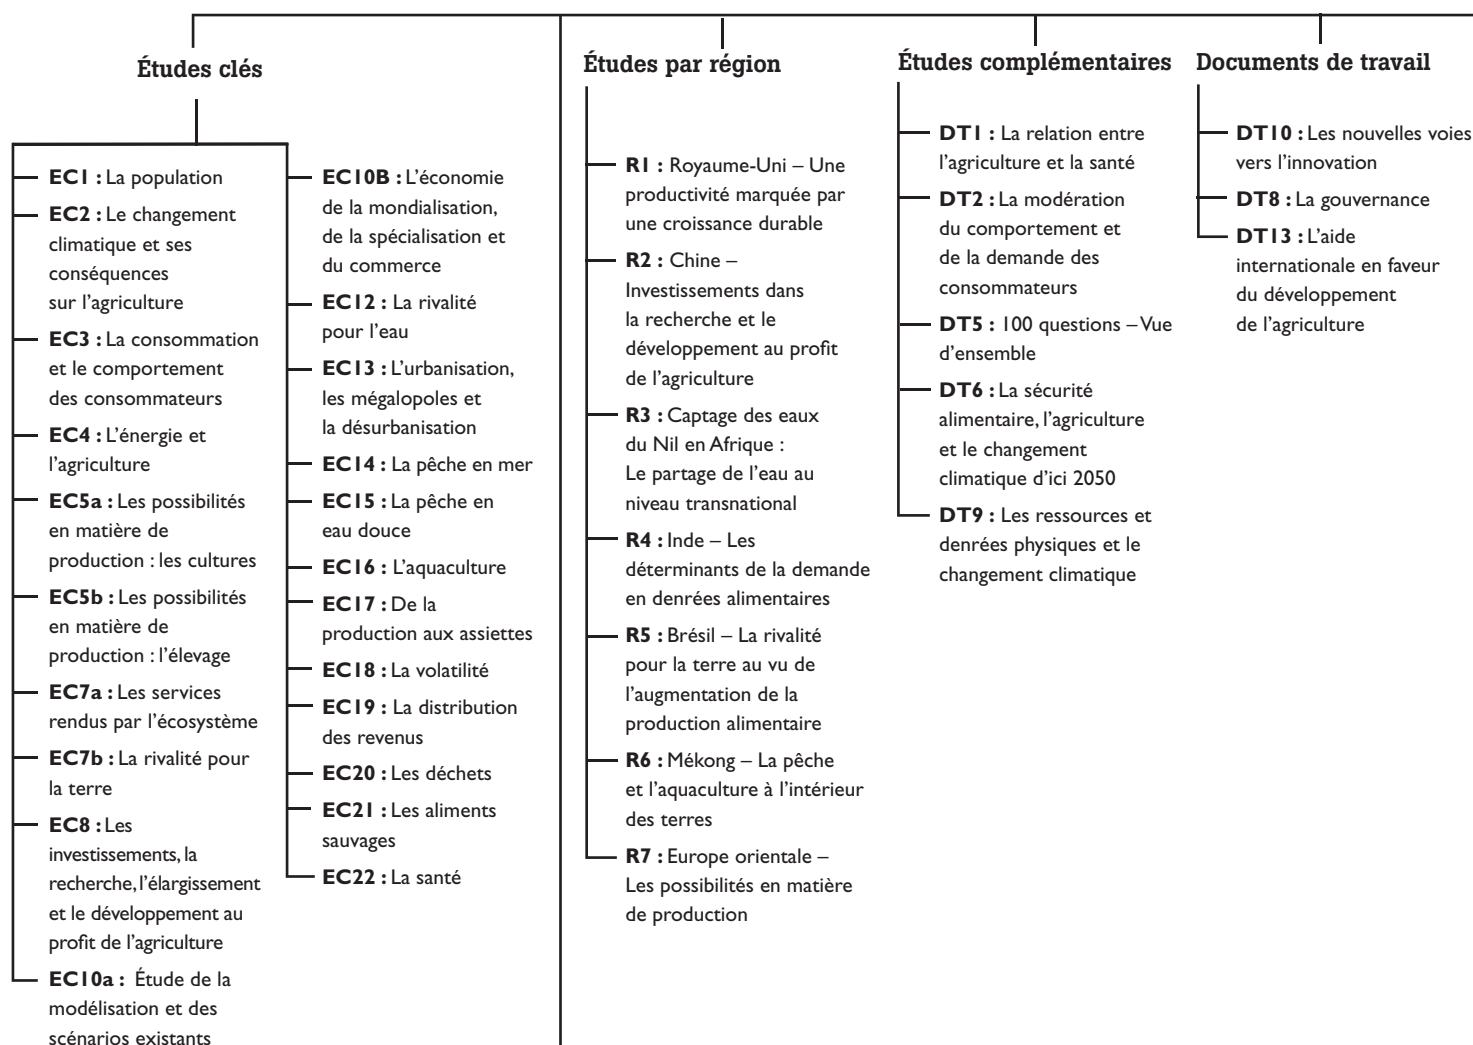 Études clés
EC1 : La population
EC2 : Le changement
climatique et ses
conséquences
sur l’agriculture
EC3 : La consommation
et le comportement
des consommateurs
EC4 : L’énergie et
l’agriculture
EC5a : Les possibilités
en matière de
production : les cultures
EC5b : Les possibilités
en matière de
production : l’élevage
EC7a : Les services
rendus par l’écosystème
EC7b : La rivalité pour
la terre
EC8 : Les
investissements, la
recherche, l’élargissement
et le développement au
profit de l’agriculture
EC10a : Étude de la
modélisation et des
scénarios existants
EC10B : L’économie
de la mondialisation,
de la spécialisation et
du commerce
EC12 : La rivalité
pour l’eau
EC13 : L’urbanisation,
les mégalopoles et
la désurbanisation
EC14 : La pêche en mer
EC15 : La pêche en
eau douce
EC16 : L’aquaculture
EC17 : De la
production aux assiettes
EC18 : La volatilité
EC19 : La distribution
des revenus
EC20 : Les déchets
EC21 : Les aliments
sauvages
EC22 : La santé
Études par région
R1 : Royaume-Uni – Une
productivité marquée par
une croissance durable
R2 : Chine –
Investissements dans
la recherche et le
développement au profit
de l’agriculture
R3 : Captage des eaux
du Nil en Afrique :
Le partage de l’eau au
niveau transnational
R4 : Inde – Les
déterminants de la demande
en denrées alimentaires
R5 : Brésil – La rivalité
pour la terre au vu de
l’augmentation de la
production alimentaire
R6 : Mékong – La pêche
et l’aquaculture à l’intérieur
des terres
R7 : Europe orientale –
Les possibilités en matière
de production
Études complémentaires
DT1 : La relation entre
l’agriculture et la santé
DT2 : La modération
du comportement et
de la demande des
consommateurs
DT5 : 100 questions – Vue
d’ensemble
DT6 : La sécurité
alimentaire, l’agriculture
et le changement
climatique d’ici 2050
DT9 : Les ressources et
denrées physiques et le
changement climatique
Documents de travail
DT10 : Les nouvelles voies
vers l’innovation
DT8 : La gouvernance
DT13 : L’aide
internationale en faveur
du développement
de l’agriculture